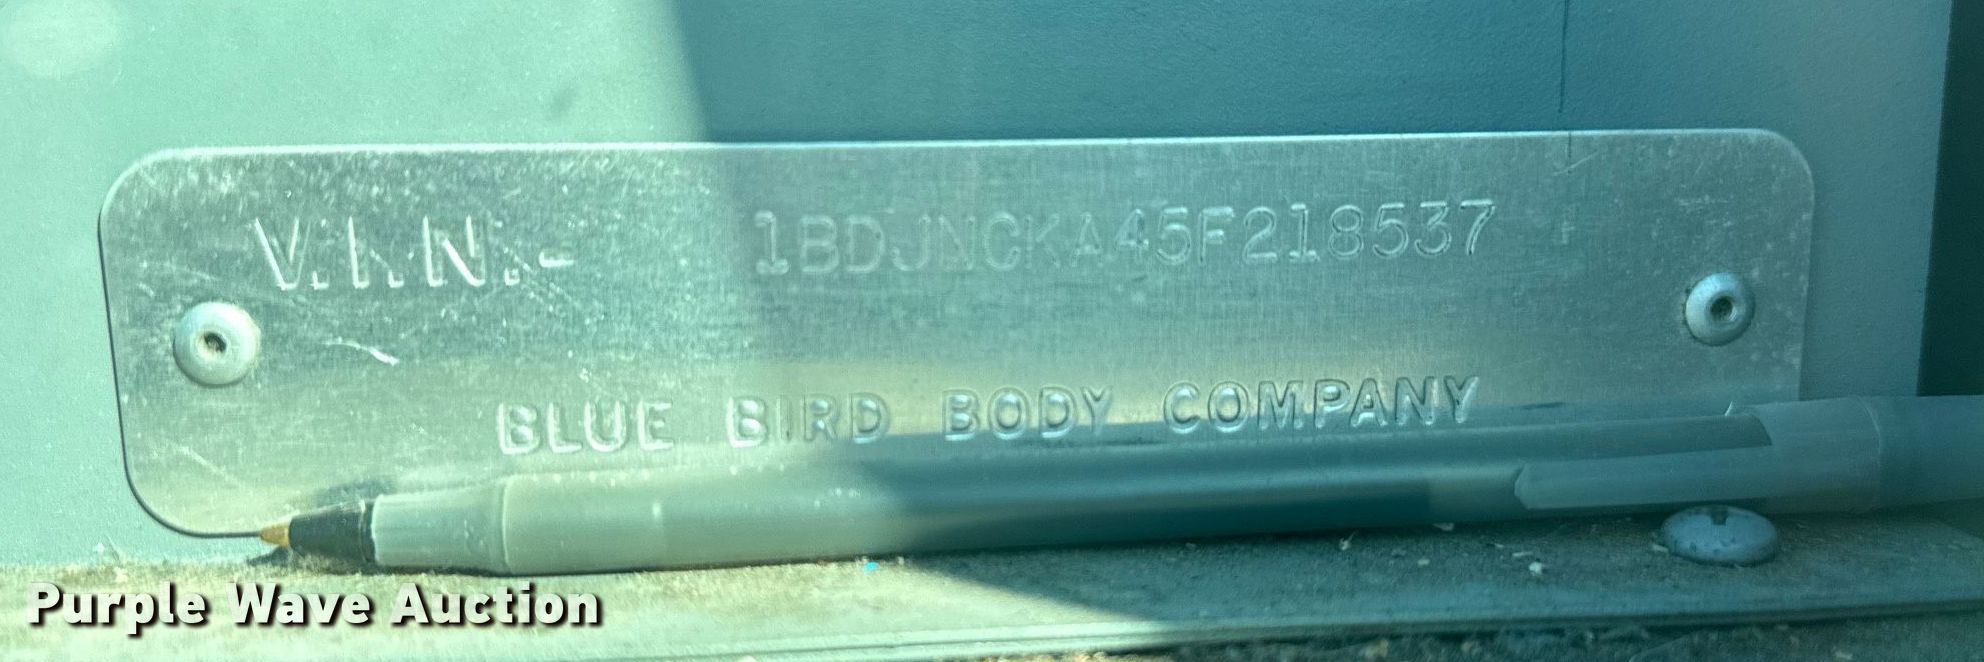 V.I.N.- 1BDJNCKA45F218537
BLUE BIRD BODY COMPANY
Purple Wave Auction